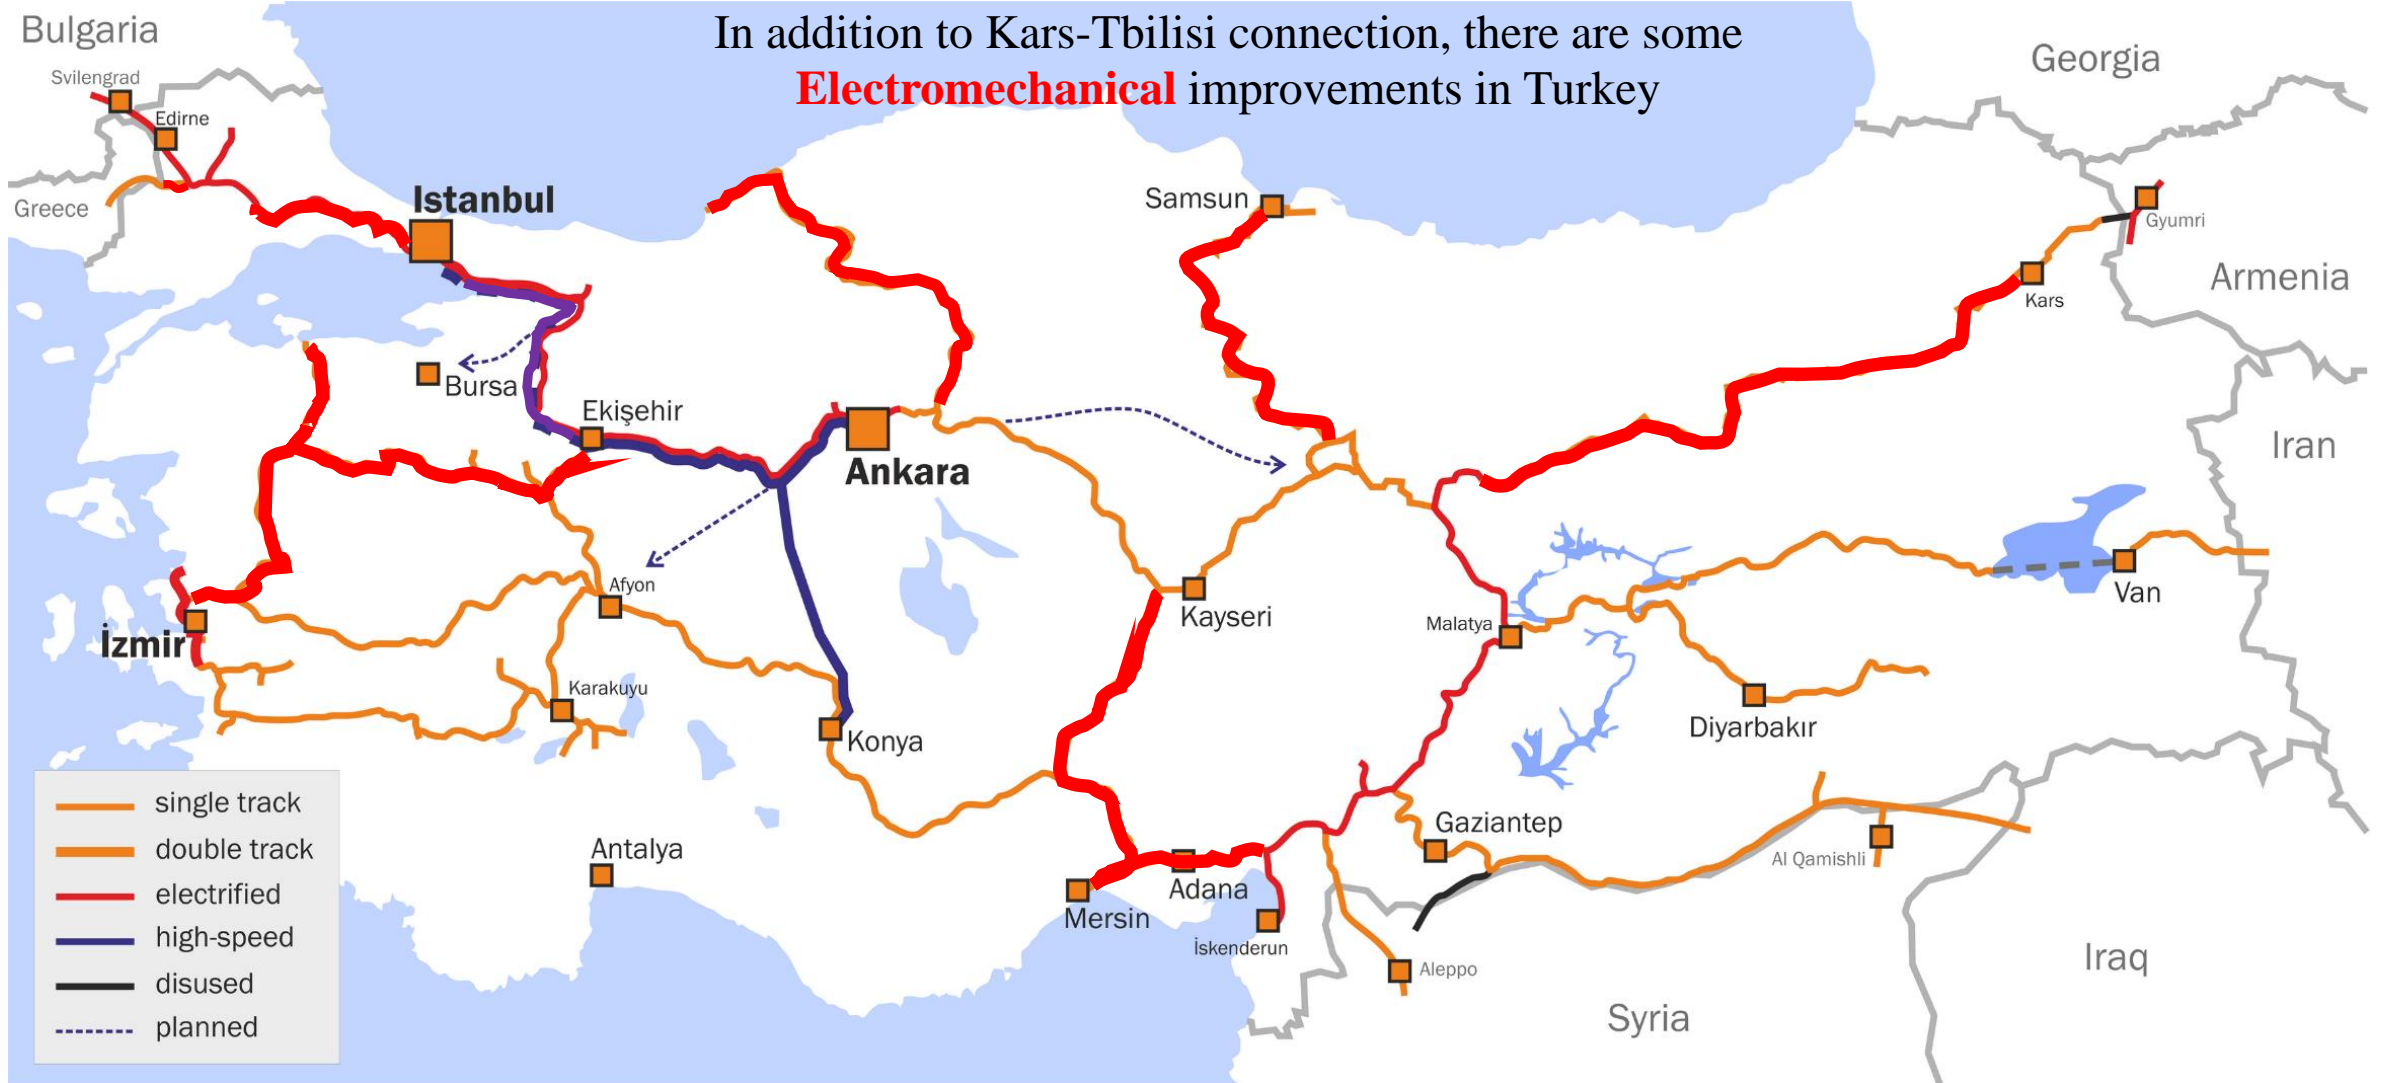 In addition to Kars-Tbilisi connection, there are some
Electromechanical improvements in Turkey
Bulgaria
Svilengrad
Edirne
Greece
Istanbul
Samsun
Georgia
Gyumri
Armenia
Kars
Bursa
Ekişehir
Ankara
Iran
Afyon
Kayseri
Malatya
Van
İzmir
Karakuyu
Konya
Diyarbakır
Antalya
Gaziantep
Al Qamishli
Adana
Mersin
İskenderun
Aleppo
Syria
Iraq
single track
double track
electrified
high-speed
disused
planned